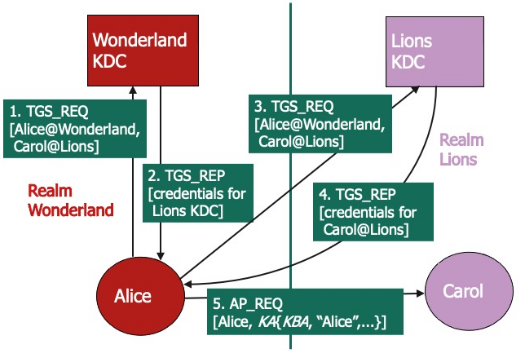 Wonderland
KDC
Lions
KDC
1. TGS_REQ
[Alice@Wonderland,
Carol@Lions]
3. TGS_REQ
[Alice@Wonderland,
Carol@Lions]
Realm
Lions
2. TGS_REP
[credentials for
Lions KDC]
Realm
Wonderland
4. TGS_REP
[credentials for
Carol@Lions]
Alice
Carol
5. AP_REQ
[Alice, KA{KBA, “Alice”,...}]